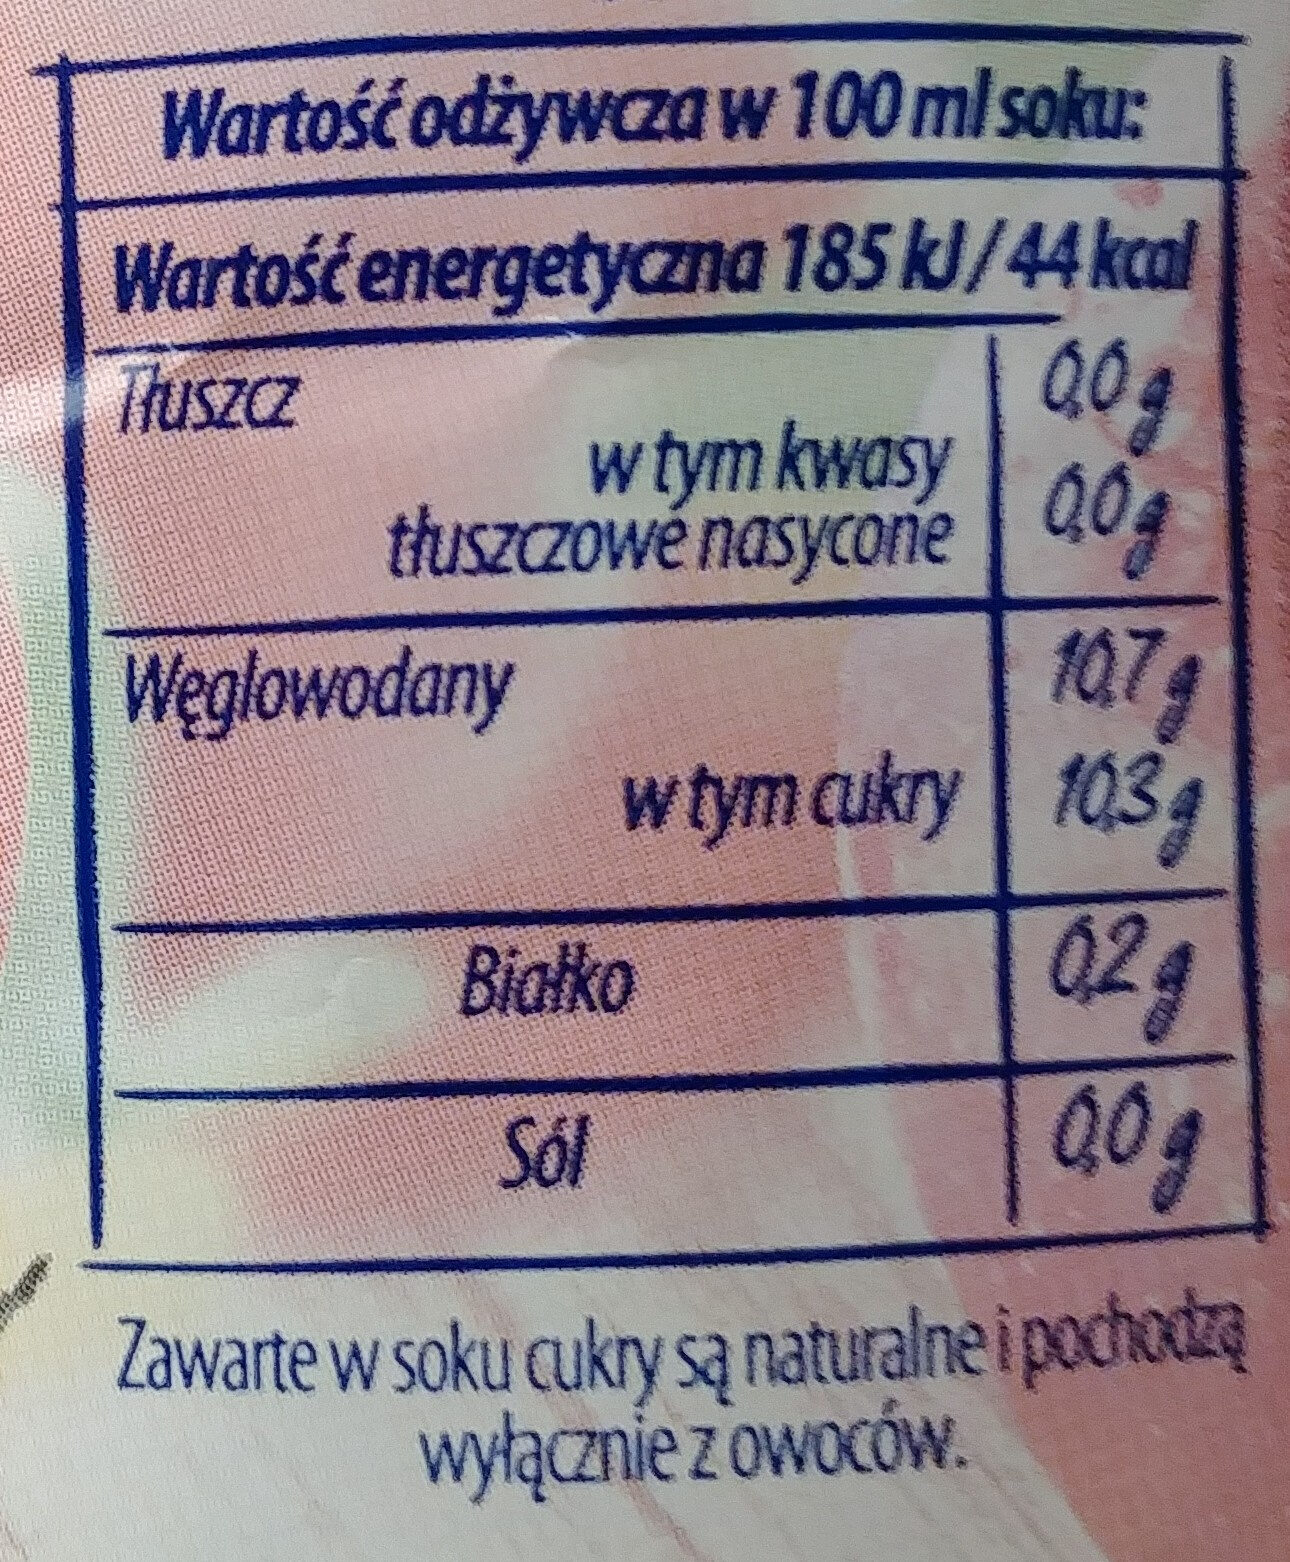 Wartość odżywcza w 100 ml soku:
Wartość energetyczna 185 kJ / 44 kcal
Tłuszcz 0,0 g
w tym kwasy
tłuszczowe nasycone 0,0 g
Węglowodany 10,7 g
w tym cukry 10,3 g
Białko 0,2 g
Sól 0,0 g
Zawarte w soku cukry są naturalne i pochodzą
wyłącznie z owoców.